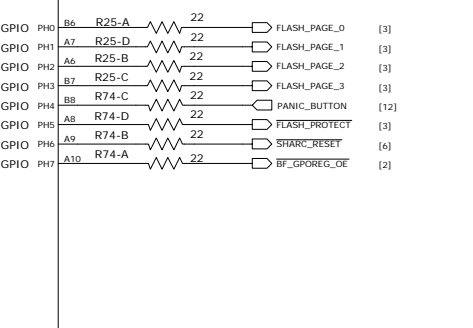 GPIO PH0 B6 R25-A 22 FLASH_PAGE_0 [3]
GPIO PH1 A7 R25-D 22 FLASH_PAGE_1 [3]
GPIO PH2 A6 R25-B 22 FLASH_PAGE_2 [3]
GPIO PH3 B7 R25-C 22 FLASH_PAGE_3 [3]
GPIO PH4 B8 R74-C 22 PANIC_BUTTON [12]
GPIO PH5 A8 R74-D 22 FLASH_PROTECT [3]
GPIO PH6 A9 R74-B 22 SHARC_RESET [6]
GPIO PH7 A10 R74-A 22 BF_GPOREG_OE [2]